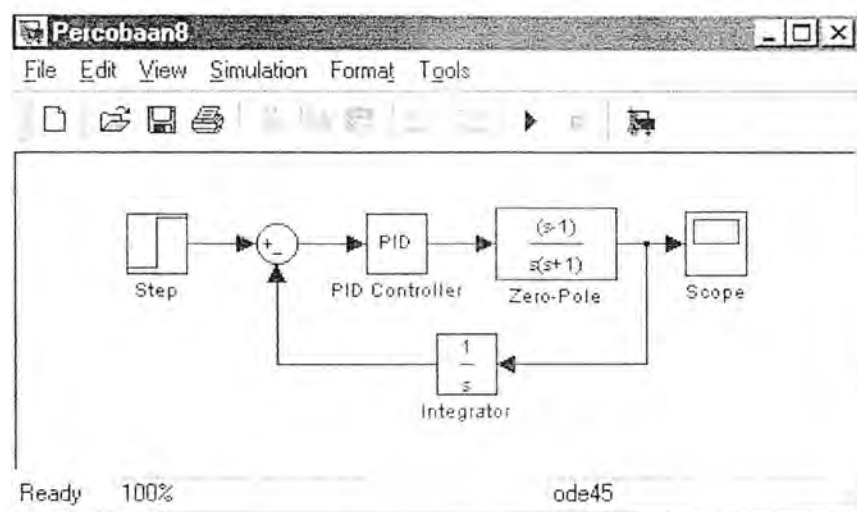 Percobaan8
File Edit View Simulation Format Tools
+
-
PID
(s-1)
s(s+1)
Step
PID Controller
Zero-Pole
Scope
1
s
Integrator
Ready 100% ode45